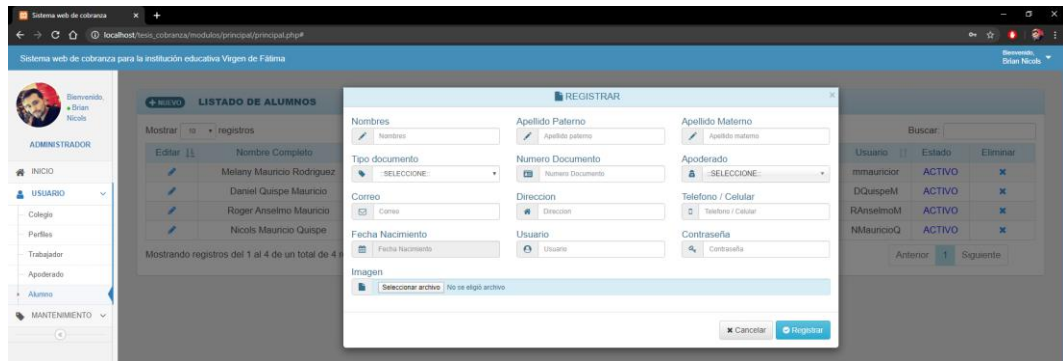 Sistema web de cobranza
localhost/tesis_cobranza/modulos/principal/principal.php#
Sistema web de cobranza para la institución educativa Virgen de Fátima
Bienvenido,
Brian Nicols
Bienvenido,
Brian
Nicols
ADMINISTRADOR
INICIO
USUARIO
Colegio
Perfiles
Trabajador
Apoderado
Alumno
MANTENIMIENTO
NUEVO LISTADO DE ALUMNOS
Mostrar 10 registros
Buscar:
Editar Nombre Completo Usuario Estado Eliminar
Melany Mauricio Rodriguez mmauricior ACTIVO
Daniel Quispe Mauricio DQuispeM ACTIVO
Roger Anselmo Mauricio RAnselmoM ACTIVO
Nicols Mauricio Quispe NMauricioQ ACTIVO
Mostrando registros del 1 al 4 de un total de 4
Anterior 1 Siguiente
REGISTRAR
Nombres Apellido Paterno Apellido Materno
Nombres Apellido paterno Apellido materno
Tipo documento Numero Documento Apoderado
::SELECCIONE:: Numero Documento ::SELECCIONE::
Correo Direccion Telefono / Celular
Correo Direccion Telefono / Celular
Fecha Nacimiento Usuario Contraseña
Fecha Nacimiento Usuario Contraseña
Imagen
Seleccionar archivo No se eligió archivo
Cancelar Registrar